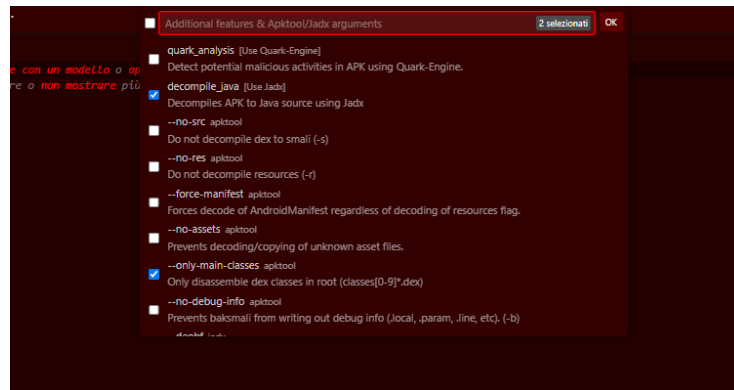 Additional features & Apktool/Jadx arguments 2 selezionati OK
quark_analysis [Use Quark-Engine]
Detect potential malicious activities in APK using Quark-Engine.
e con un modello o
decompile_java [Use Jadx]
re o non mostrare più
Decompiles APK to Java source using Jadx
--no-src apktool
Do not decompile dex to smali (-s)
--no-res apktool
Do not decompile resources (-r)
--force-manifest apktool
Forces decode of AndroidManifest regardless of decoding of resources flag.
--no-assets apktool
Prevents decoding/copying of unknown asset files.
--only-main-classes apktool
Only disassemble dex classes in root (classes[0-9]*.dex)
--no-debug-info apktool
Prevents baksmali from writing out debug info (.local, .param, .line, etc). (-b)